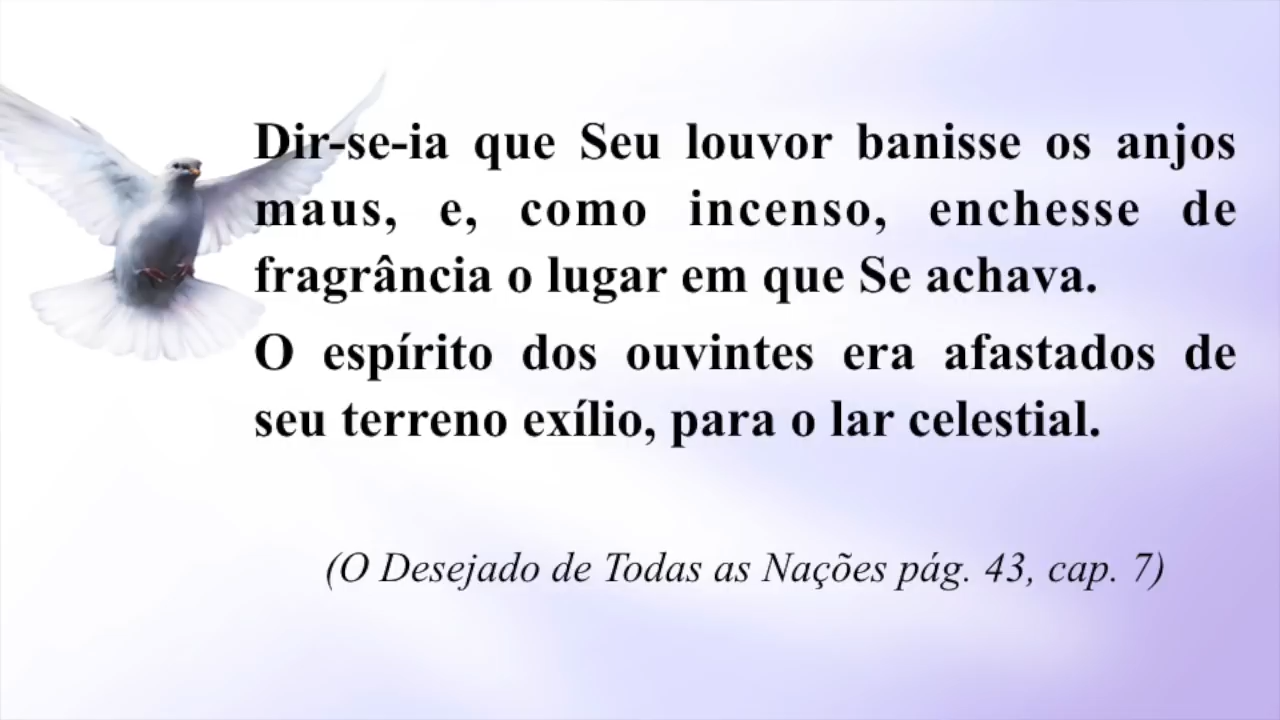 Dir-se-ia que Seu louvor banisse os anjos
maus, e, como incenso, enchesse de
fragrância o lugar em que Se achava.
O espírito dos ouvintes era afastados de
seu terreno exílio, para o lar celestial.
(O Desejado de Todas as Nações pág. 43, cap. 7)